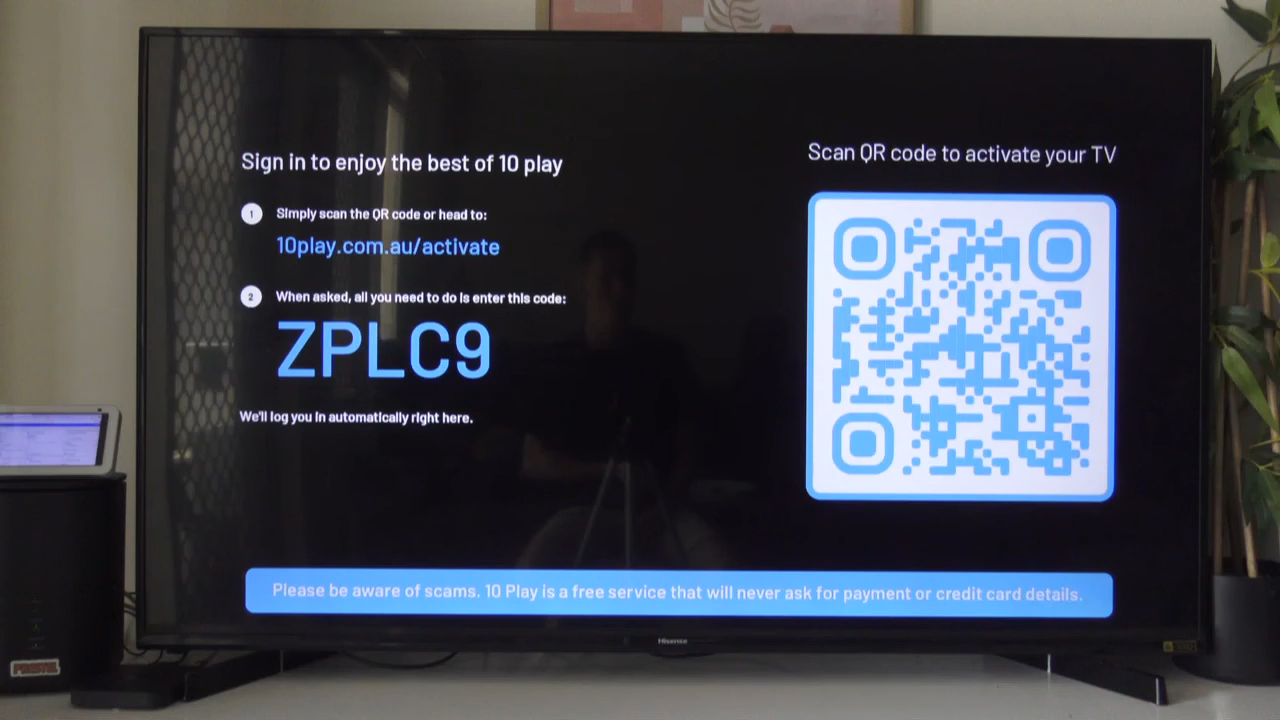 Sign in to enjoy the best of 10 play
1 Simply scan the QR code or head to:
10play.com.au/activate
2 When asked, all you need to do is enter this code:
ZPLC9
We'll log you in automatically right here.
Scan QR code to activate your TV
Please be aware of scams. 10 Play is a free service that will never ask for payment or credit card details.
Hisense